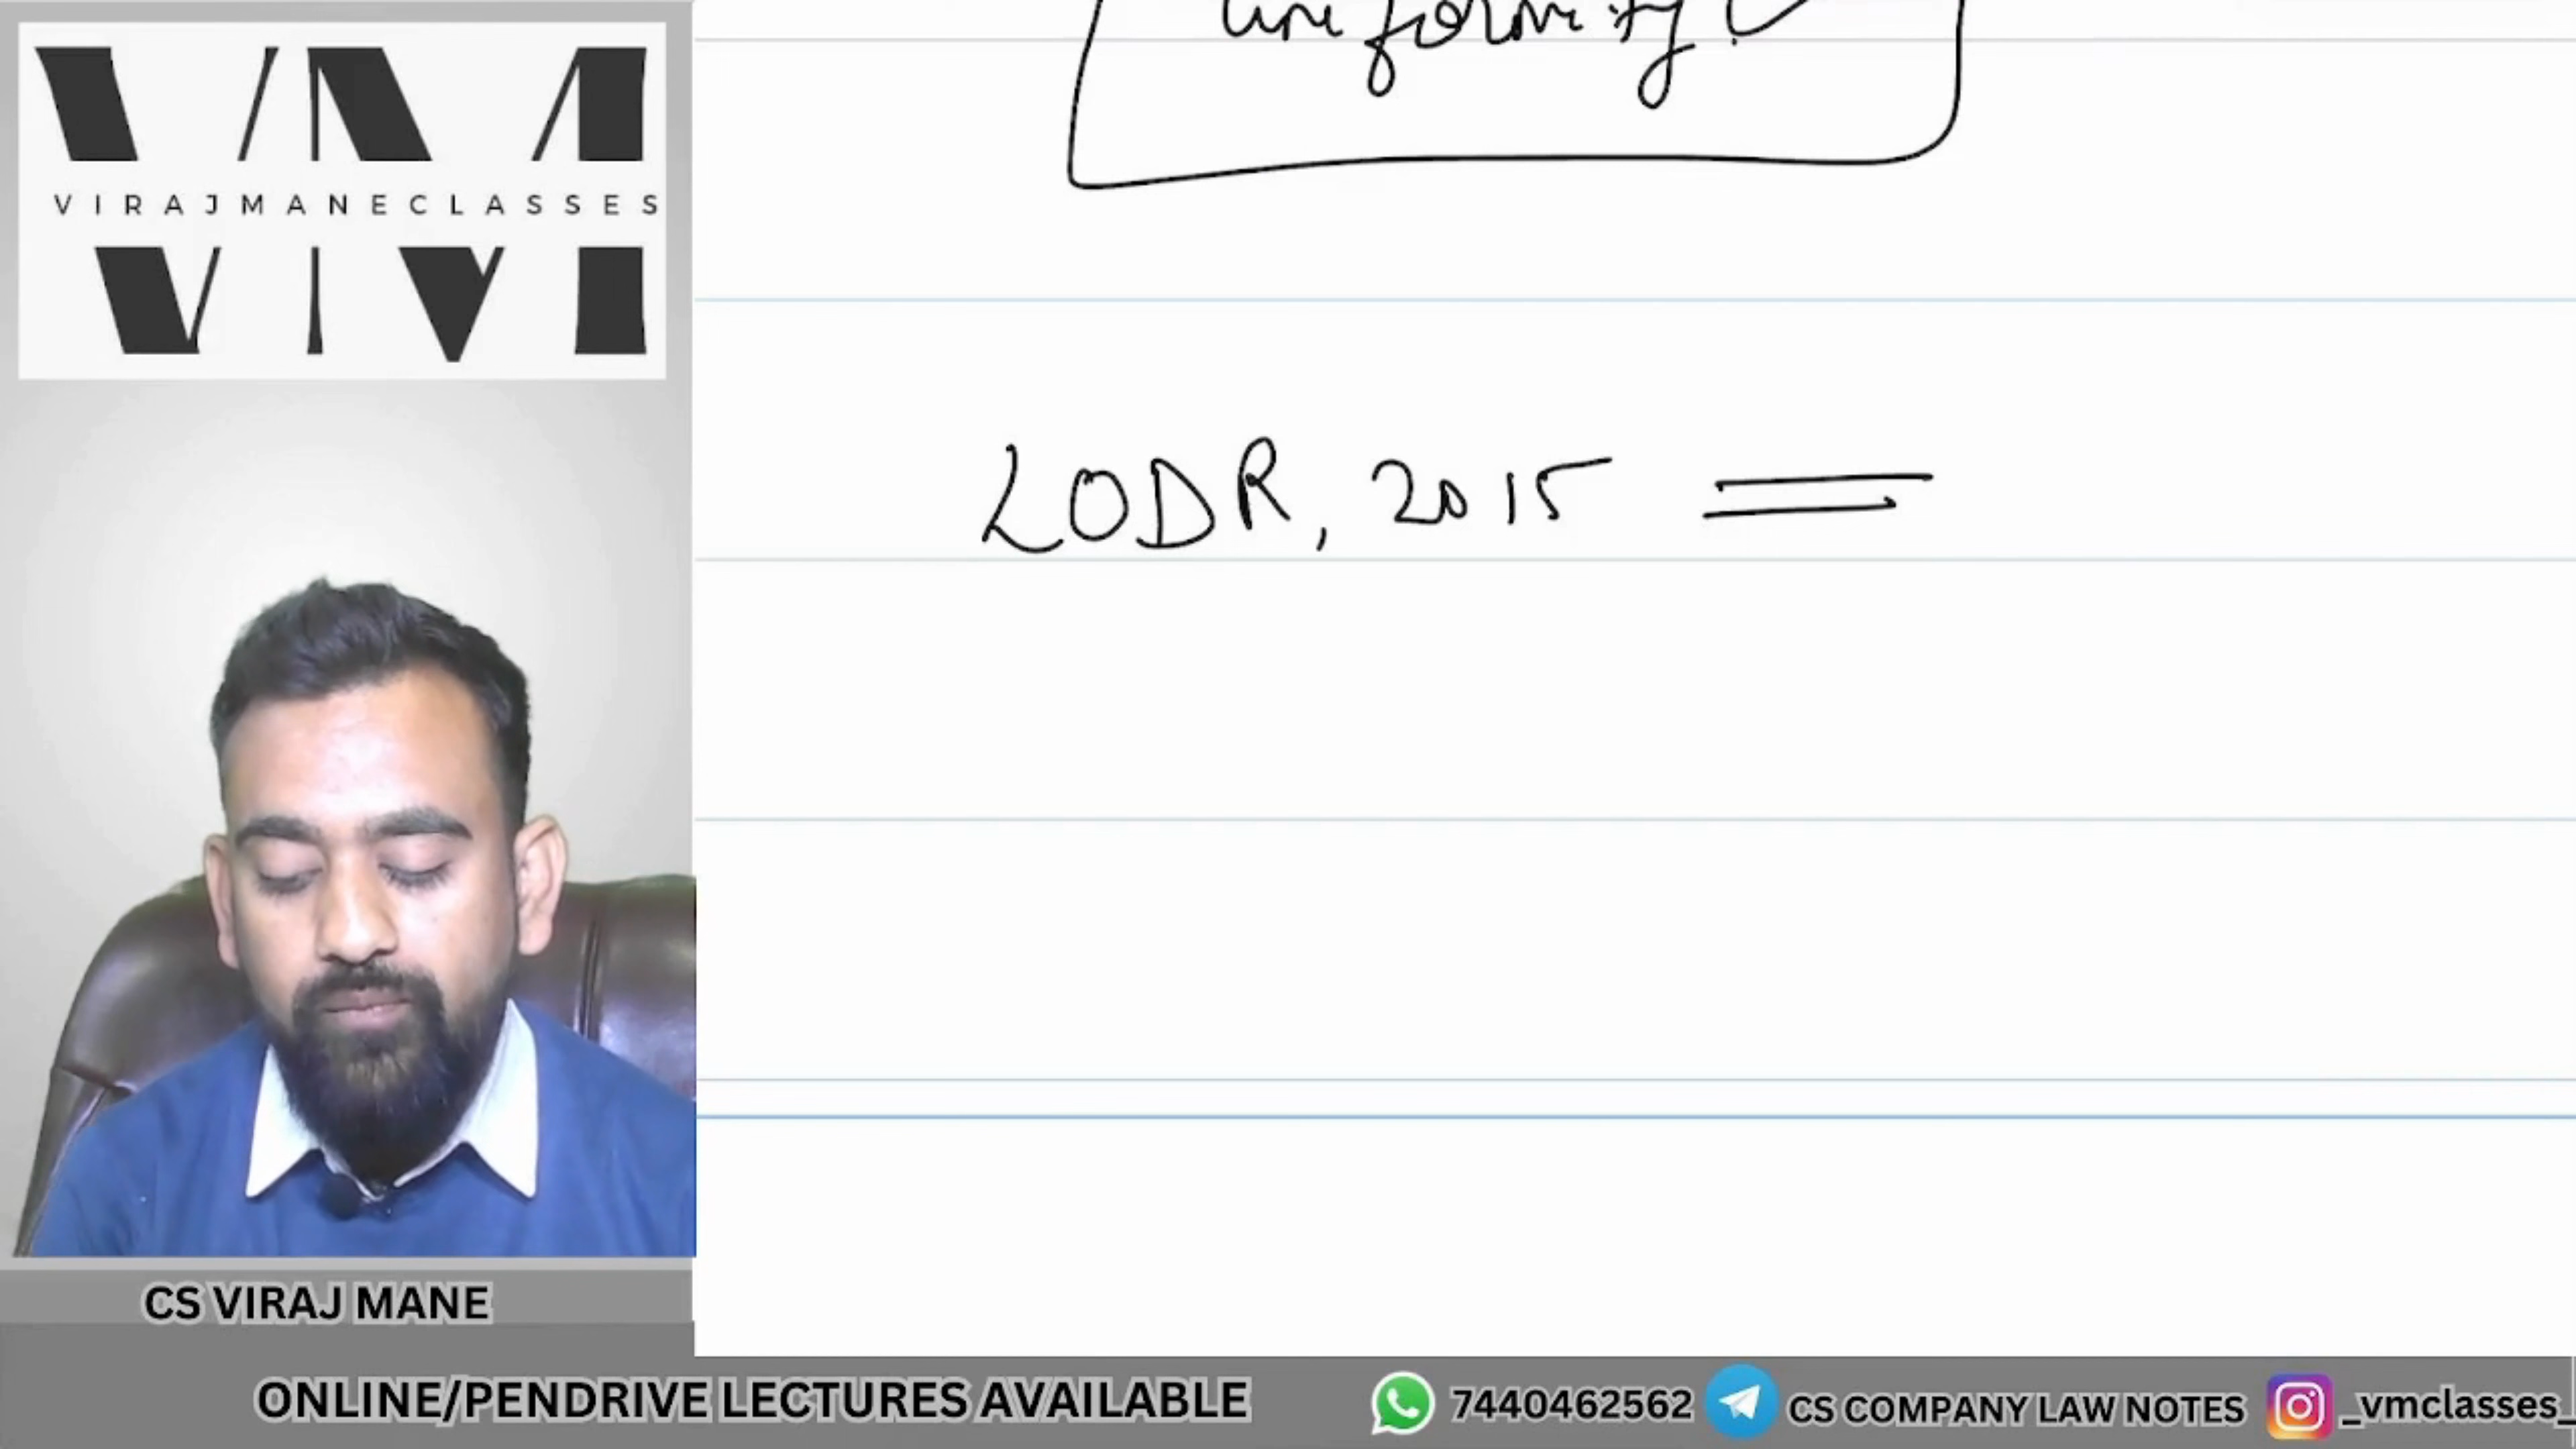 VIRAJMANECLASSES
uniformity
LODR, 2015 =
CS VIRAJ MANE
ONLINE/PENDRIVE LECTURES AVAILABLE
7440462562
CS COMPANY LAW NOTES
_vmclasses_